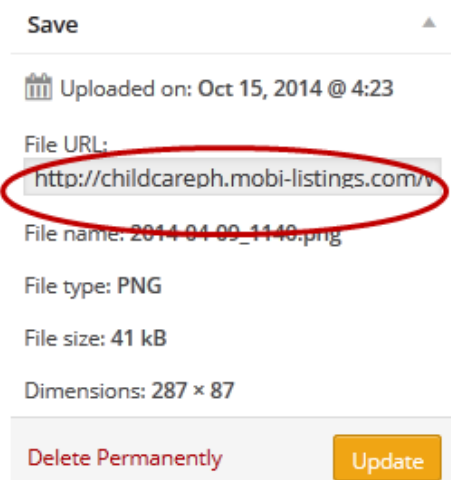 Save
Uploaded on: Oct 15, 2014 @ 4:23
File URL:
http://childcareph.mobi-listings.com/
File name: 2014-04-09_1140.png
File type: PNG
File size: 41 kB
Dimensions: 287 × 87
Delete Permanently
Update